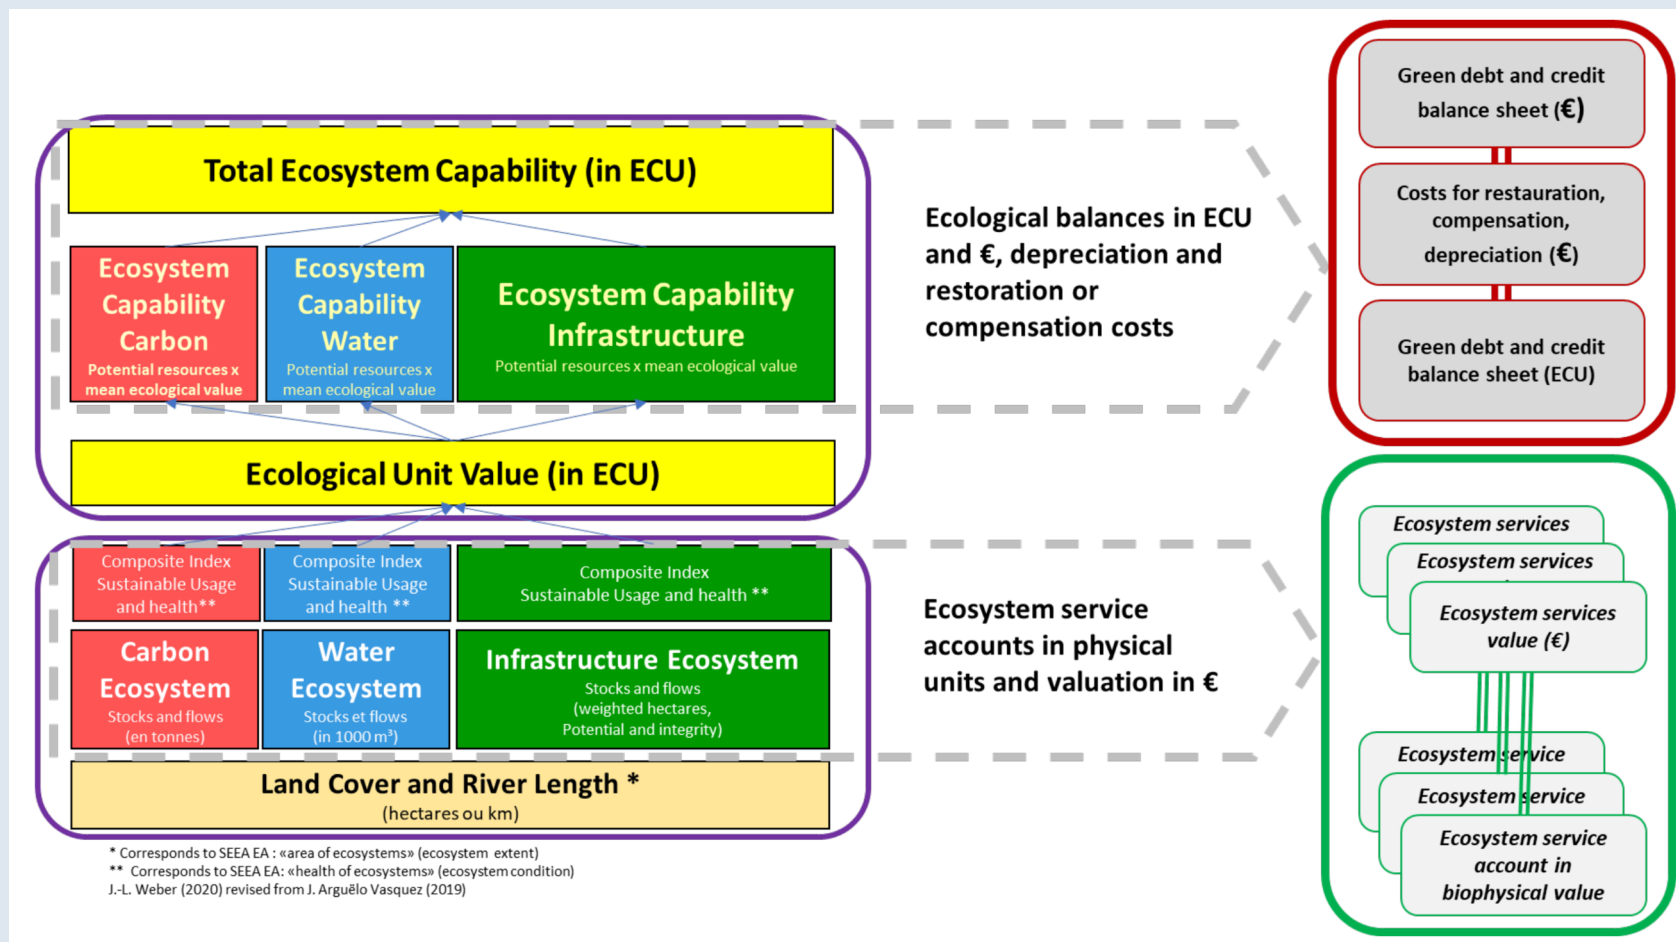 Total Ecosystem Capability (in ECU)
Ecosystem
Capability
Carbon
Potential resources x
mean ecological value
Ecosystem
Capability
Water
Potential resources x
mean ecological value
Ecosystem Capability
Infrastructure
Potential resources x mean ecological value
Ecological Unit Value (in ECU)
Composite Index
Sustainable Usage
and health**
Composite Index
Sustainable Usage
and health **
Composite Index
Sustainable Usage and health **
Carbon
Ecosystem
Stocks and flows
(en tonnes)
Water
Ecosystem
Stocks et flows
(in 1000 m³)
Infrastructure Ecosystem
Stocks and flows
(weighted hectares,
Potential and integrity)
Land Cover and River Length *
(hectares ou km)
* Corresponds to SEEA EA : «area of ecosystems» (ecosystem extent)
** Corresponds to SEEA EA: «health of ecosystems» (ecosystem condition)
J.-L. Weber (2020) revised from J. Arguëlo Vasquez (2019)
Ecological balances in ECU
and €, depreciation and
restoration or
compensation costs
Ecosystem service
accounts in physical
units and valuation in €
Green debt and credit
balance sheet (€)
Costs for restauration,
compensation,
depreciation (€)
Green debt and credit
balance sheet (ECU)
Ecosystem services
Ecosystem services
Ecosystem services
value (€)
Ecosystem service
Ecosystem service
Ecosystem service
account in
biophysical value